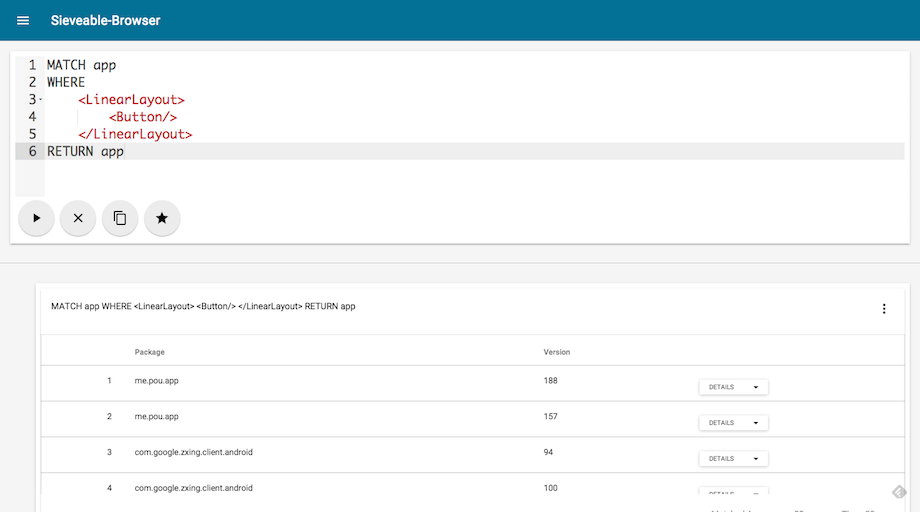 Sieveable-Browser
1 MATCH app
2 WHERE
3 <LinearLayout>
4 <Button/>
5 </LinearLayout>
6 RETURN app
MATCH app WHERE <LinearLayout> <Button/> </LinearLayout> RETURN app
Package Version
1 me.pou.app 188 DETAILS
2 me.pou.app 157 DETAILS
3 com.google.zxing.client.android 94 DETAILS
4 com.google.zxing.client.android 100 DETAILS